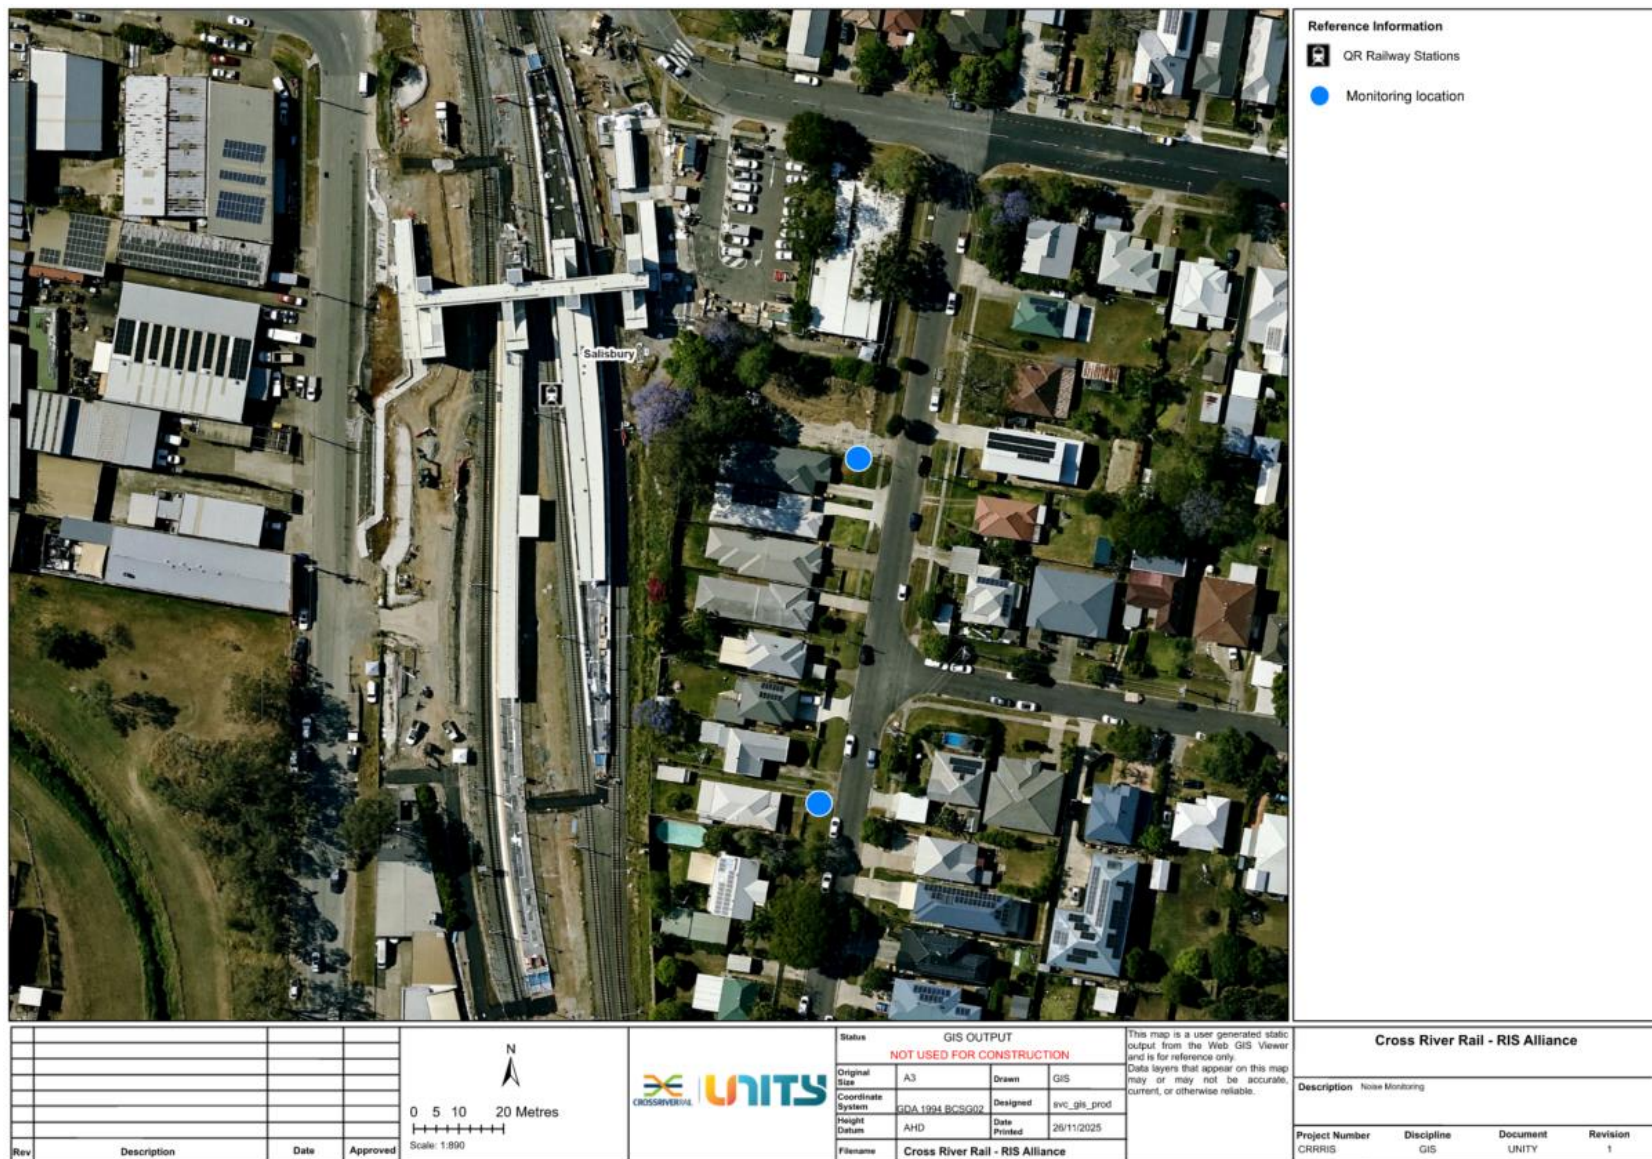 Reference Information
QR Railway Stations
Monitoring location
Salisbury
Rev Description Date Approved
N
0 5 10 20 Metres
Scale: 1:890
CROSSRIVERRAIL UNITY
Status GIS OUTPUT
NOT USED FOR CONSTRUCTION
Original Size A3 Drawn GIS
Coordinate System GDA 1994 BCSG02 Designed svc_gis_prod
Height Datum AHD Date Printed 26/11/2025
Filename Cross River Rail - RIS Alliance
This map is a user generated static
output from the Web GIS Viewer
and is for reference only.
Data layers that appear on this map
may or may not be accurate,
current, or otherwise reliable.
Cross River Rail - RIS Alliance
Description Noise Monitoring
Project Number Discipline Document Revision
CRRRIS GIS UNITY 1